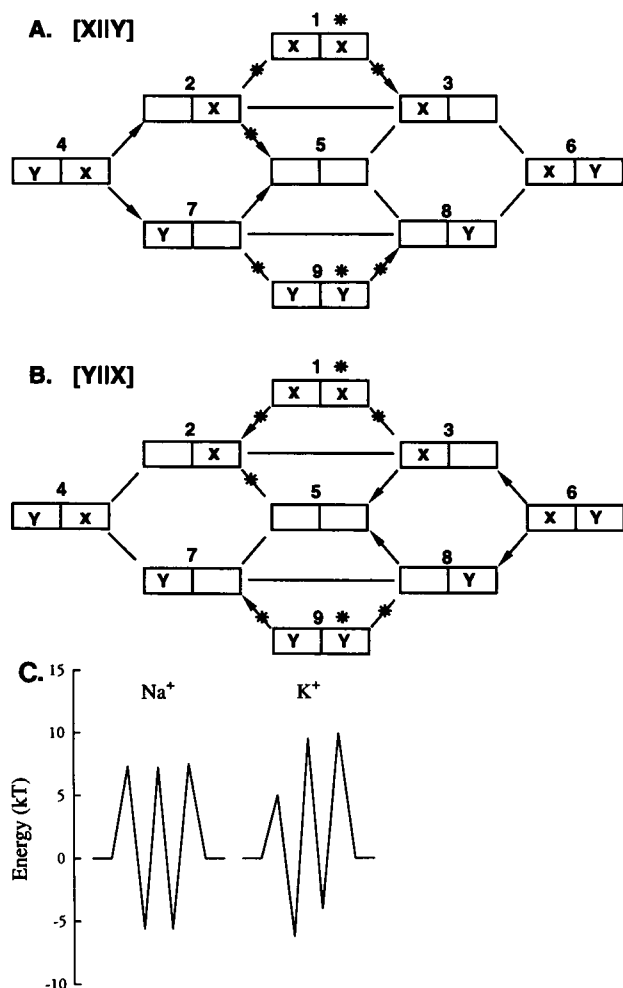 A. [X||Y]
1 *
X X
2
X
3
X
4
Y X
5
6
X Y
7
Y
8
Y
9 *
Y Y
B. [Y||X]
1 *
X X
2
X
3
X
4
Y X
5
6
X Y
7
Y
8
Y
9 *
Y Y
C.
Na+ K+
Energy (kT)
15
10
5
0
-5
-10